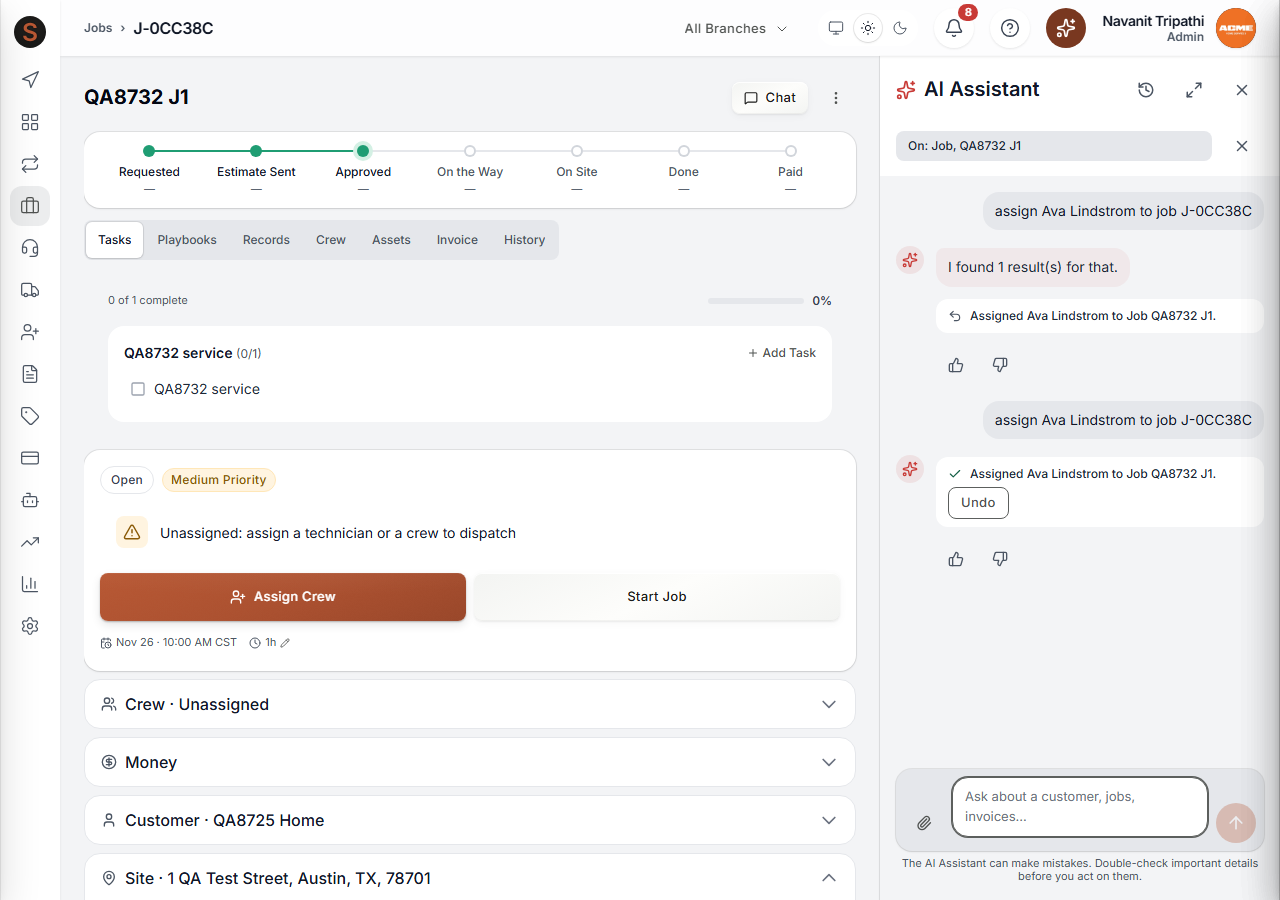 S
Jobs › J-0CC38C
All Branches
8
Navanit Tripathi
Admin
ACME
QA8732 J1
Chat
Requested
Estimate Sent
Approved
On the Way
On Site
Done
Paid
— — — — — — —
Tasks
Playbooks
Records
Crew
Assets
Invoice
History
0 of 1 complete
0%
QA8732 service (0/1)
+ Add Task
QA8732 service
Open
Medium Priority
Unassigned: assign a technician or a crew to dispatch
Assign Crew
Start Job
Nov 26 · 10:00 AM CST
1h
Crew · Unassigned
Money
Customer · QA8725 Home
Site · 1 QA Test Street, Austin, TX, 78701
AI Assistant
On: Job, QA8732 J1
assign Ava Lindstrom to job J-0CC38C
I found 1 result(s) for that.
Assigned Ava Lindstrom to Job QA8732 J1.
assign Ava Lindstrom to job J-0CC38C
Assigned Ava Lindstrom to Job QA8732 J1.
Undo
Ask about a customer, jobs,
invoices...
The AI Assistant can make mistakes. Double-check important details
before you act on them.